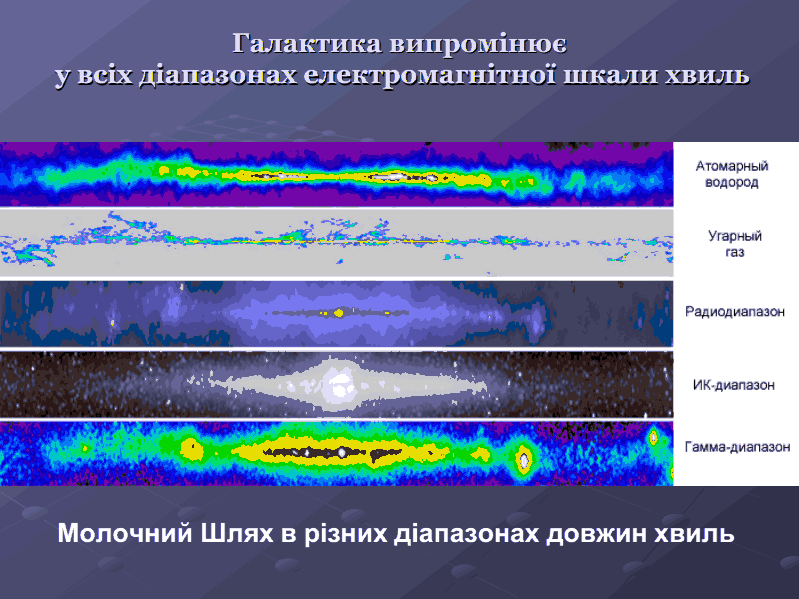 Галактика випромінює
у всіх діапазонах електромагнітної шкали хвиль
Атомарный
водород
Угарный
газ
Радиодиапазон
ИК-диапазон
Гамма-диапазон
Молочний Шлях в різних діапазонах довжин хвиль